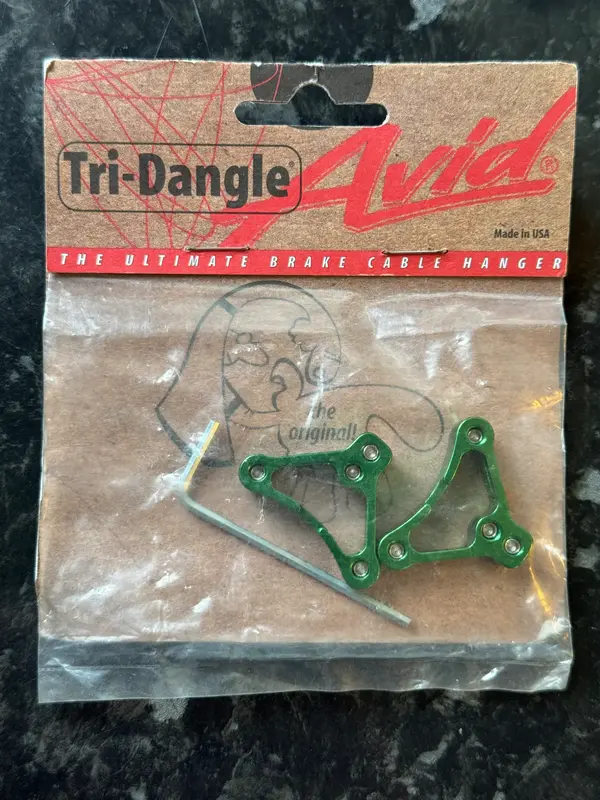 Tri-Dangle®
Avid®
Made in USA
THE ULTIMATE BRAKE CABLE HANGER
the
original!